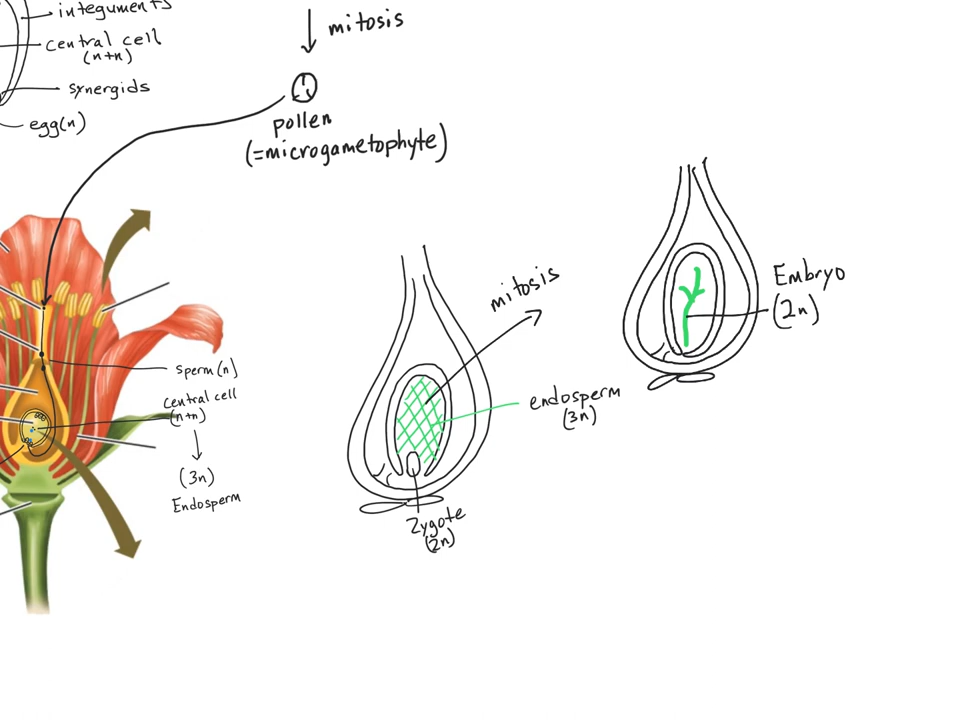 integuments
central cell
(n+n)
synergids
egg(n)
mitosis
pollen
(=microgametophyte)
sperm(n)
central cell
(n+n)
(3n)
Endosperm
mitosis
endosperm
(3n)
Zygote
(2n)
Embryo
(2n)